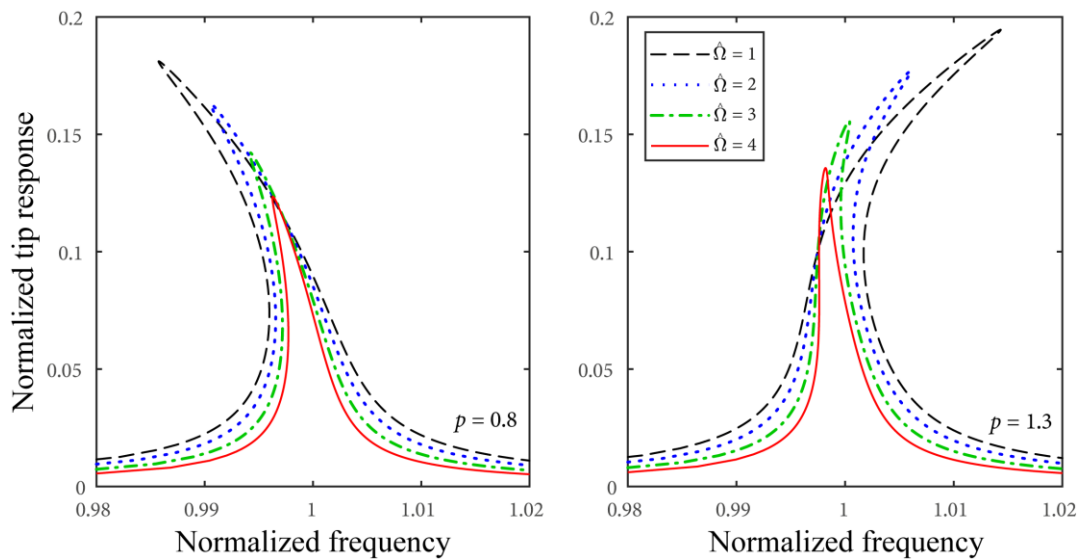 0.2
0.15
0.1
0.05
0
0.98
0.99
1
1.01
1.02
Normalized tip response
Normalized frequency
p = 0.8
0.2
0.15
0.1
0.05
0
0.98
0.99
1
1.01
1.02
Normalized frequency
Ω̂ = 1
Ω̂ = 2
Ω̂ = 3
Ω̂ = 4
p = 1.3